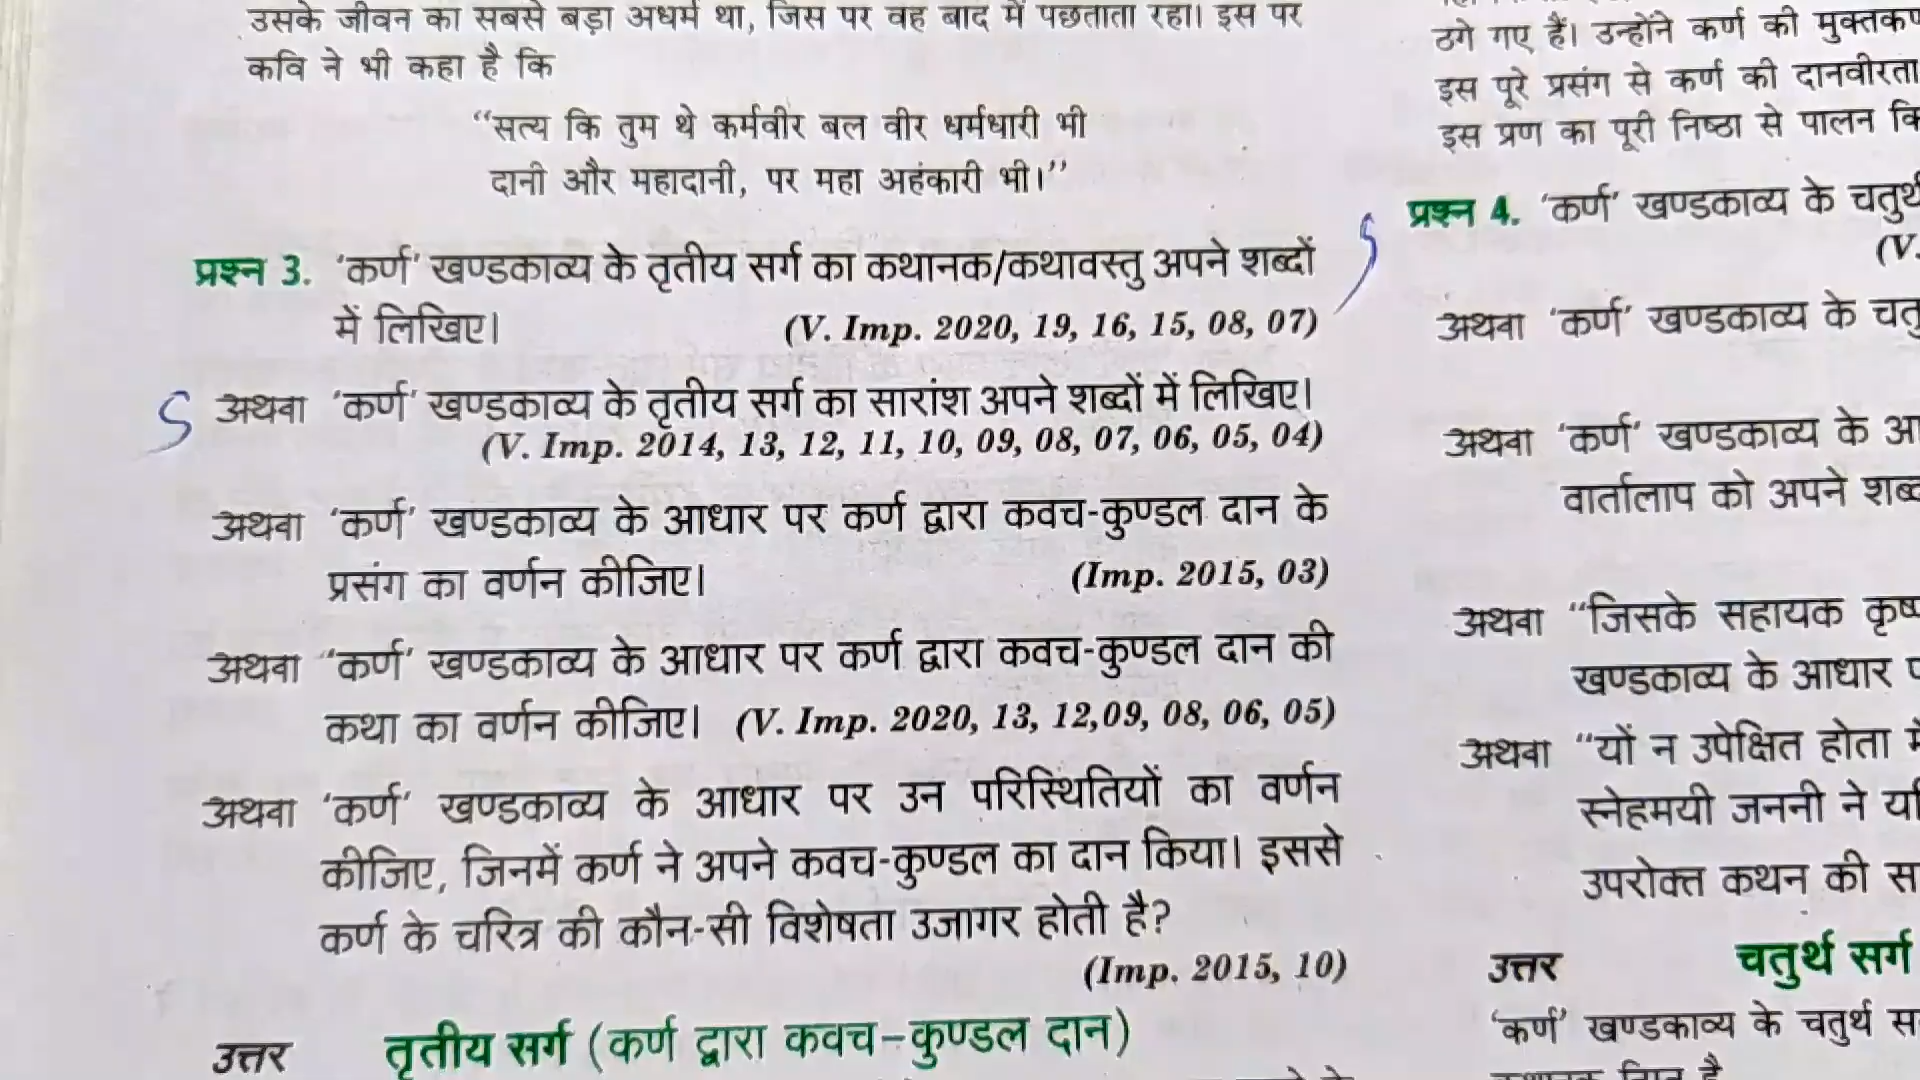 उसके जीवन का सबसे बड़ा अधर्म था, जिस पर वह बाद में पछताता रहा। इस पर
कवि ने भी कहा है कि
“सत्य कि तुम थे कर्मवीर बल वीर धर्मधारी भी
दानी और महादानी, पर महा अहंकारी भी।”
प्रश्न 3. ‘कर्ण’ खण्डकाव्य के तृतीय सर्ग का कथानक/कथावस्तु अपने शब्दों
में लिखिए। (V. Imp. 2020, 19, 16, 15, 08, 07)
अथवा ‘कर्ण’ खण्डकाव्य के तृतीय सर्ग का सारांश अपने शब्दों में लिखिए।
(V. Imp. 2014, 13, 12, 11, 10, 09, 08, 07, 06, 05, 04)
अथवा ‘कर्ण’ खण्डकाव्य के आधार पर कर्ण द्वारा कवच-कुण्डल दान के
प्रसंग का वर्णन कीजिए। (Imp. 2015, 03)
अथवा “कर्ण’ खण्डकाव्य के आधार पर कर्ण द्वारा कवच-कुण्डल दान की
कथा का वर्णन कीजिए। (V. Imp. 2020, 13, 12,09, 08, 06, 05)
अथवा ‘कर्ण’ खण्डकाव्य के आधार पर उन परिस्थितियों का वर्णन
कीजिए, जिनमें कर्ण ने अपने कवच-कुण्डल का दान किया। इससे
कर्ण के चरित्र की कौन-सी विशेषता उजागर होती है?
(Imp. 2015, 10)
उत्तर तृतीय सर्ग (कर्ण द्वारा कवच-कुण्डल दान)
ठगे गए हैं। उन्होंने कर्ण की
इस पूरे प्रसंग से कर्ण की दानवीरता
इस प्रण का पूरी निष्ठा से पालन
प्रश्न 4. ‘कर्ण’ खण्डकाव्य के चतुर्थ
(V.
अथवा ‘कर्ण’ खण्डकाव्य के
अथवा ‘कर्ण’ खण्डकाव्य के
वार्तालाप को अपने
अथवा “जिसके सहायक
खण्डकाव्य के आधार
अथवा “यों न उपेक्षित होता
स्नेहमयी जननी ने
उपरोक्त कथन की
उत्तर चतुर्थ सर्ग
‘कर्ण’ खण्डकाव्य के चतुर्थ